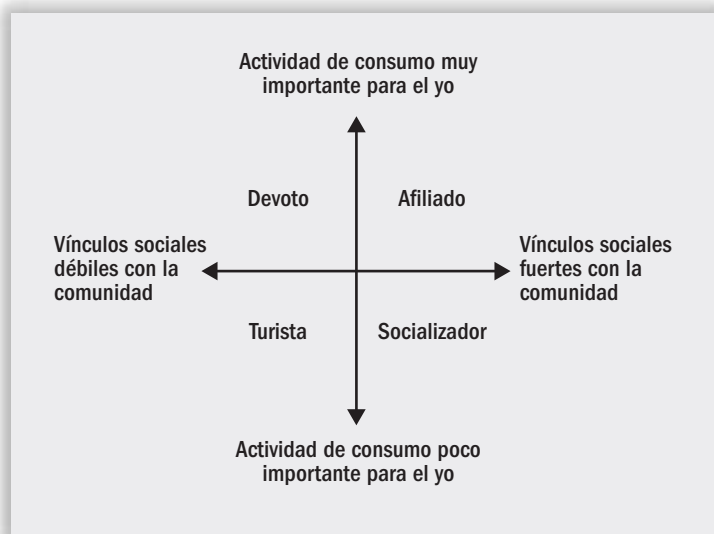 Actividad de consumo muy
importante para el yo
Devoto
Afiliado
Vínculos sociales
débiles con la
comunidad
Vínculos sociales
fuertes con la
comunidad
Turista
Socializador
Actividad de consumo poco
importante para el yo